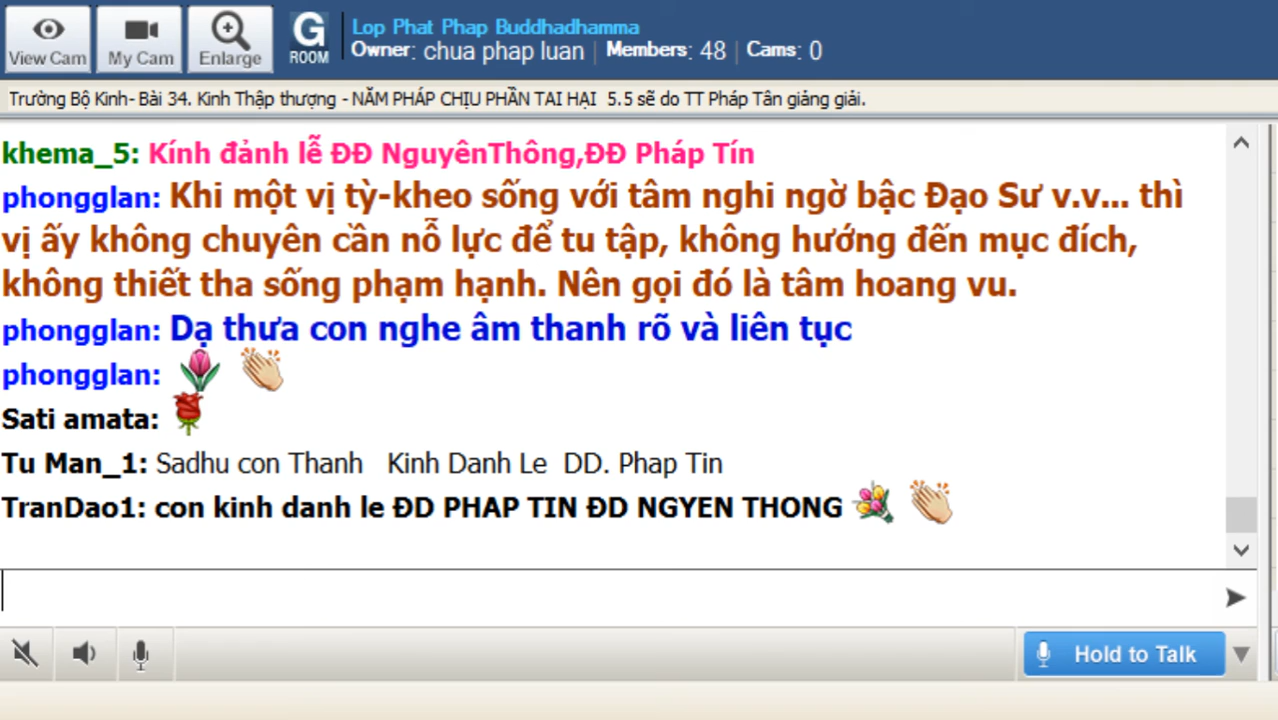 View Cam
My Cam
Enlarge
G
ROOM
Lop Phat Phap Buddhadhamma
Owner: chua phap luan | Members: 48 | Cams: 0
Trường Bộ Kinh- Bài 34. Kinh Thập thượng - NĂM PHÁP CHỊU PHẦN TAI HẠI  5.5 sẽ do TT Pháp Tân giảng giải.
khema_5: Kính đảnh lễ ĐĐ NguyênThông,ĐĐ Pháp Tín
phongglan: Khi một vị tỳ-kheo sống với tâm nghi ngờ bậc Đạo Sư v.v... thì
vị ấy không chuyên cần nỗ lực để tu tập, không hướng đến mục đích,
không thiết tha sống phạm hạnh. Nên gọi đó là tâm hoang vu.
phongglan: Dạ thưa con nghe âm thanh rõ và liên tục
phongglan:
Sati amata:
Tu Man_1: Sadhu con Thanh   Kinh Danh Le  DD. Phap Tin
TranDao1: con kinh danh le ĐD PHAP TIN ĐD NGYEN THONG
Hold to Talk